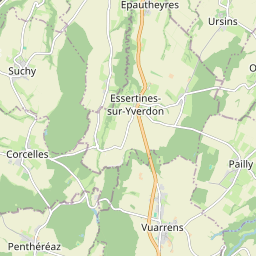 Epautheyres
Ursins
Suchy
Essertines-
sur-Yverdon
Corcelles
Pailly
Vuarrens
Penthéréaz